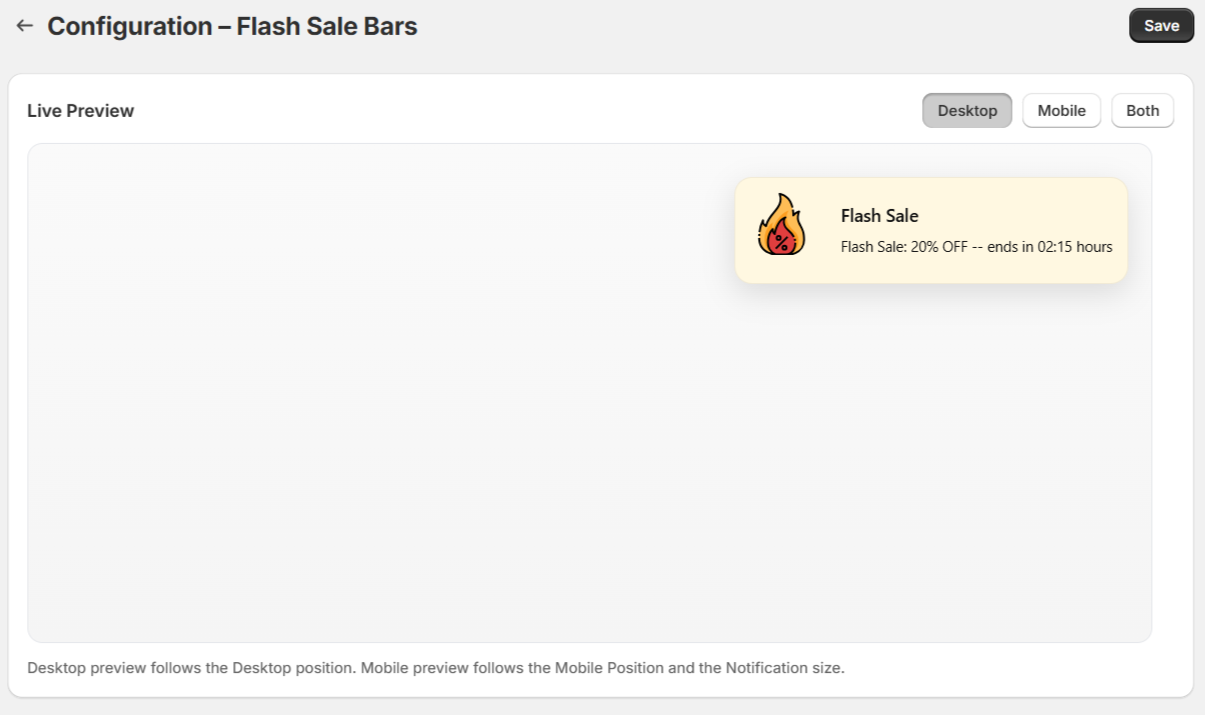 ← Configuration – Flash Sale Bars
Save
Live Preview
Desktop
Mobile
Both
%
Flash Sale
Flash Sale: 20% OFF -- ends in 02:15 hours
Desktop preview follows the Desktop position. Mobile preview follows the Mobile Position and the Notification size.